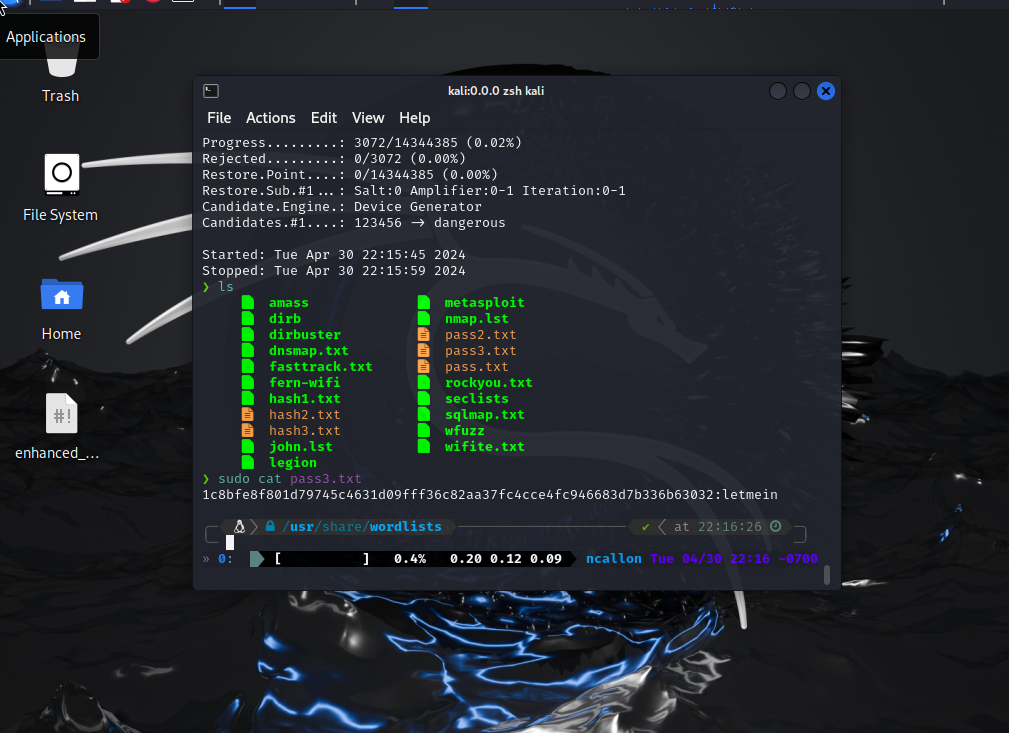 Applications
Trash
File System
Home
#!
enhanced_...
kali:0.0.0 zsh kali
File Actions Edit View Help
Progress.........: 3072/14344385 (0.02%)
Rejected.........: 0/3072 (0.00%)
Restore.Point....: 0/14344385 (0.00%)
Restore.Sub.#1...: Salt:0 Amplifier:0-1 Iteration:0-1
Candidate.Engine.: Device Generator
Candidates.#1....: 123456 → dangerous
Started: Tue Apr 30 22:15:45 2024
Stopped: Tue Apr 30 22:15:59 2024
❯ ls
amass metasploit
dirb nmap.lst
dirbuster pass2.txt
dnsmap.txt pass3.txt
fasttrack.txt pass.txt
fern-wifi rockyou.txt
hash1.txt seclists
hash2.txt sqlmap.txt
hash3.txt wfuzz
john.lst wifite.txt
legion
❯ sudo cat pass3.txt
1c8bfe8f801d79745c4631d09fff36c82aa37fc4cce4fc946683d7b336b63032:letmein
/usr/share/wordlists ✔ at 22:16:26
» 0: [ ] 0.4% 0.20 0.12 0.09 ncallon Tue 04/30 22:16 -0700